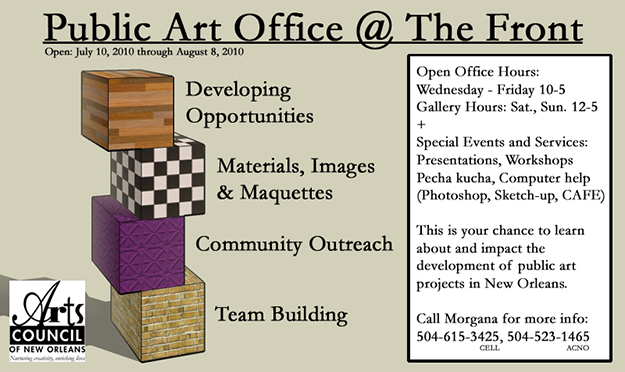 Public Art Office @ The Front
Open: July 10, 2010 through August 8, 2010
Developing
Opportunities
Materials, Images
& Maquettes
Community Outreach
Team Building
Open Office Hours:
Wednesday - Friday 10-5
Gallery Hours: Sat., Sun. 12-5
+
Special Events and Services:
Presentations, Workshops
Pecha kucha, Computer help
(Photoshop, Sketch-up, CAFE)
This is your chance to learn
about and impact the
development of public art
projects in New Orleans.
Call Morgana for more info:
504-615-3425, 504-523-1465
CELL ACNO
Arts
COUNCIL
OF NEW ORLEANS
Nurturing creativity, enriching lives